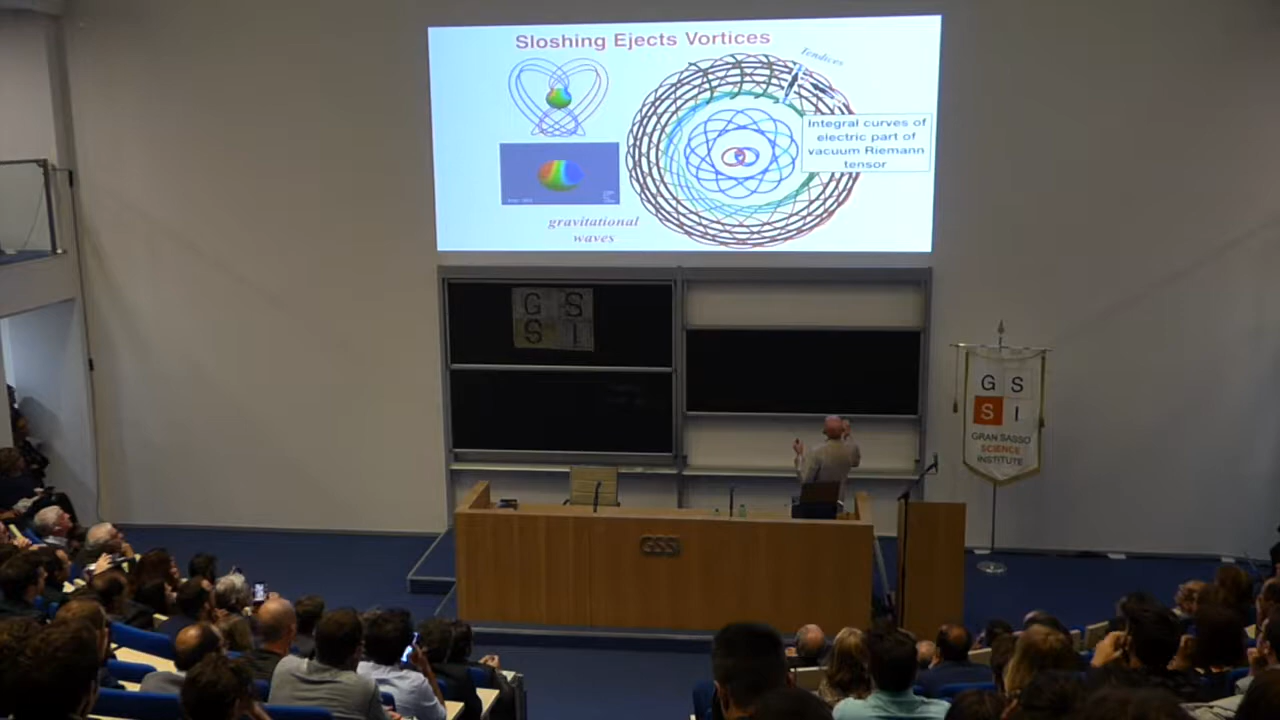 Sloshing Ejects Vortices
Tendices
Integral curves of
electric part of
vacuum Riemann
tensor
gravitational
waves
G S
S I
G S
S I
GRAN SASSO
SCIENCE
INSTITUTE
GSSI